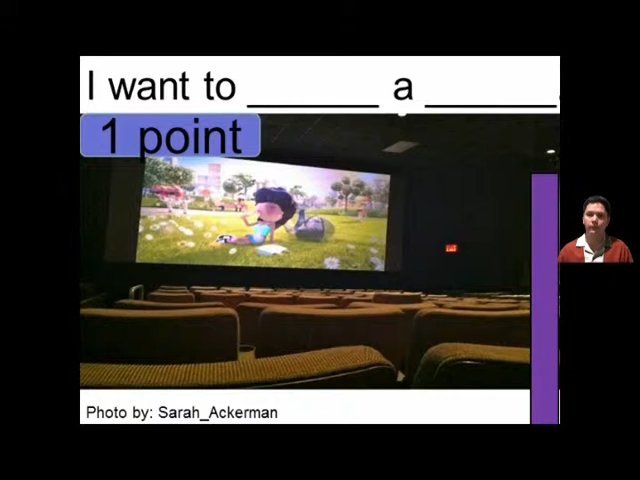 I want to _______ a _______.
1 point
Photo by: Sarah_Ackerman